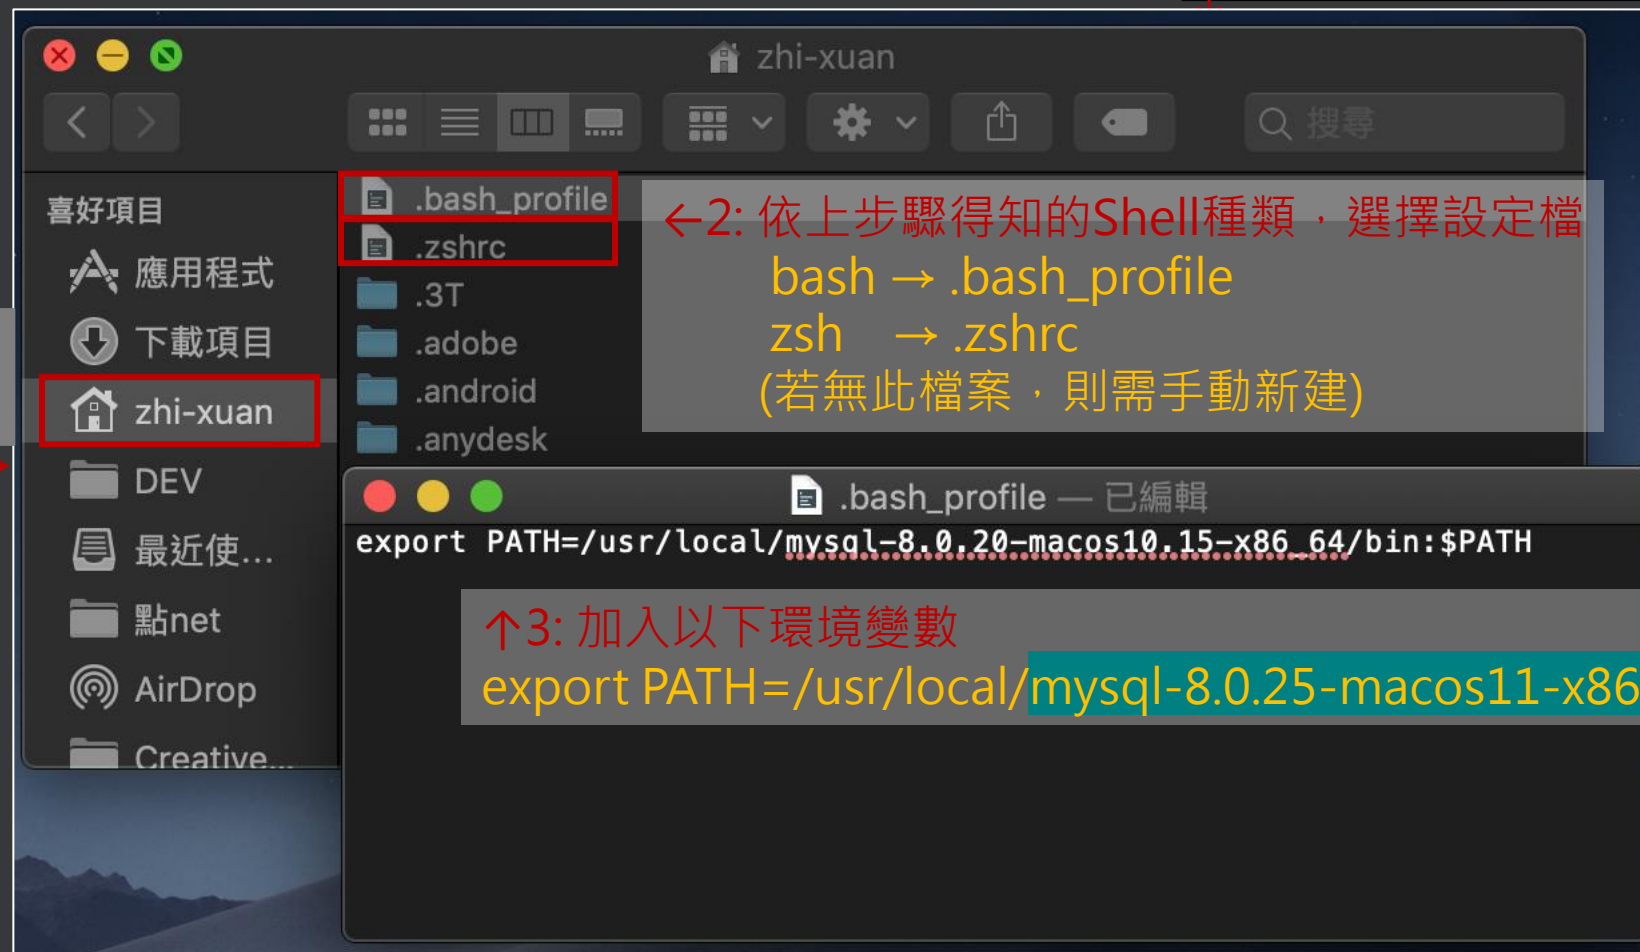 zhi-xuan
搜尋
喜好項目
應用程式
下載項目
zhi-xuan
DEV
最近使...
點net
AirDrop
Creative...
.bash_profile
.zshrc
.3T
.adobe
.android
.anydesk
←2: 依上步驟得知的Shell種類，選擇設定檔
bash → .bash_profile
zsh → .zshrc
(若無此檔案，則需手動新建)
.bash_profile — 已編輯
export PATH=/usr/local/mysql-8.0.20-macos10.15-x86_64/bin:$PATH
↑3: 加入以下環境變數
export PATH=/usr/local/mysql-8.0.25-macos11-x86